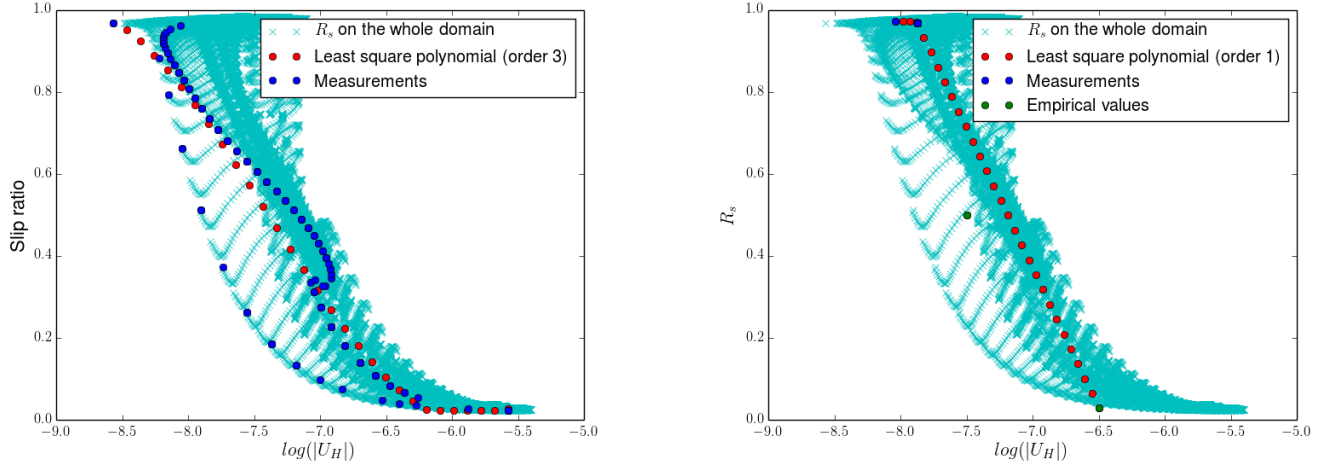 1.0
0.8
0.6
0.4
0.2
0.0
Slip ratio
−9.0 −8.5 −8.0 −7.5 −7.0 −6.5 −6.0 −5.5 −5.0
log(|U_H|)
R_s on the whole domain
Least square polynomial (order 3)
Measurements
1.0
0.8
0.6
0.4
0.2
0.0
R_s
−9.0 −8.5 −8.0 −7.5 −7.0 −6.5 −6.0 −5.5 −5.0
log(|U_H|)
R_s on the whole domain
Least square polynomial (order 1)
Measurements
Empirical values